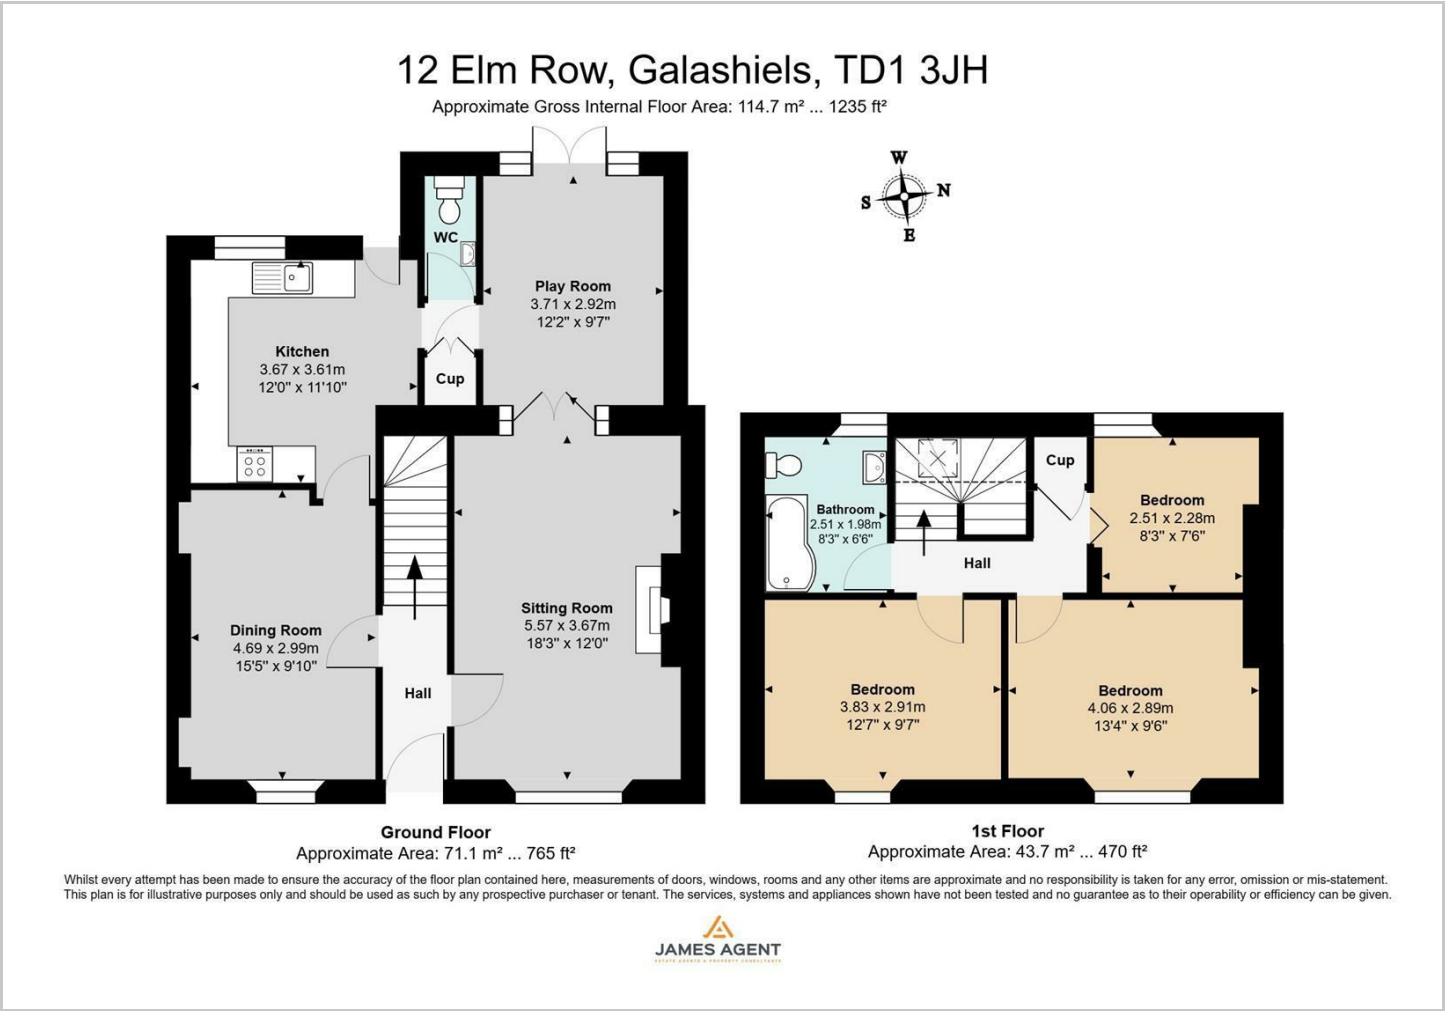 12 Elm Row, Galashiels, TD1 3JH
Approximate Gross Internal Floor Area: 114.7 m² ... 1235 ft²
W
N
S
E
WC
Play Room
3.71 x 2.92m
12'2" x 9'7"
Kitchen
3.67 x 3.61m
12'0" x 11'10"
Cup
Dining Room
4.69 x 2.99m
15'5" x 9'10"
Hall
Sitting Room
5.57 x 3.67m
18'3" x 12'0"
Bathroom
2.51 x 1.98m
8'3" x 6'6"
Cup
Bedroom
2.51 x 2.28m
8'3" x 7'6"
Hall
Bedroom
3.83 x 2.91m
12'7" x 9'7"
Bedroom
4.06 x 2.89m
13'4" x 9'6"
Ground Floor
Approximate Area: 71.1 m² ... 765 ft²
1st Floor
Approximate Area: 43.7 m² ... 470 ft²
Whilst every attempt has been made to ensure the accuracy of the floor plan contained here, measurements of doors, windows, rooms and any other items are approximate and no responsibility is taken for any error, omission or mis-statement.
This plan is for illustrative purposes only and should be used as such by any prospective purchaser or tenant. The services, systems and appliances shown have not been tested and no guarantee as to their operability or efficiency can be given.
JAMES AGENT
ESTATE AGENTS & PROPERTY CONSULTANTS